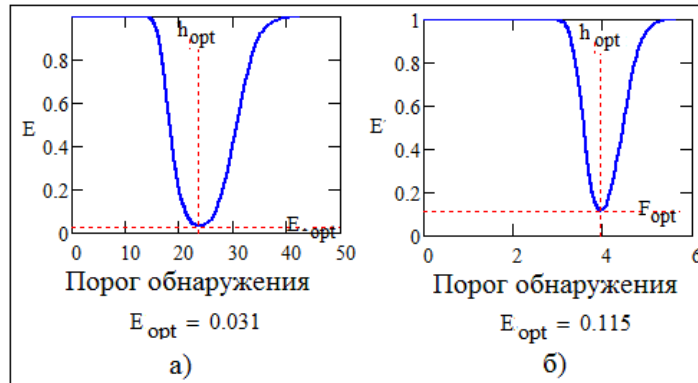 1
h opt
0.8
0.6
E
0.4
0.2
E opt
0
0 10 20 30 40 50
Порог обнаружения
E opt = 0.031
а)
1
h opt
0.8
0.6
E
0.4
0.2
F opt
0
0 2 4 6
Порог обнаружения
E opt = 0.115
б)